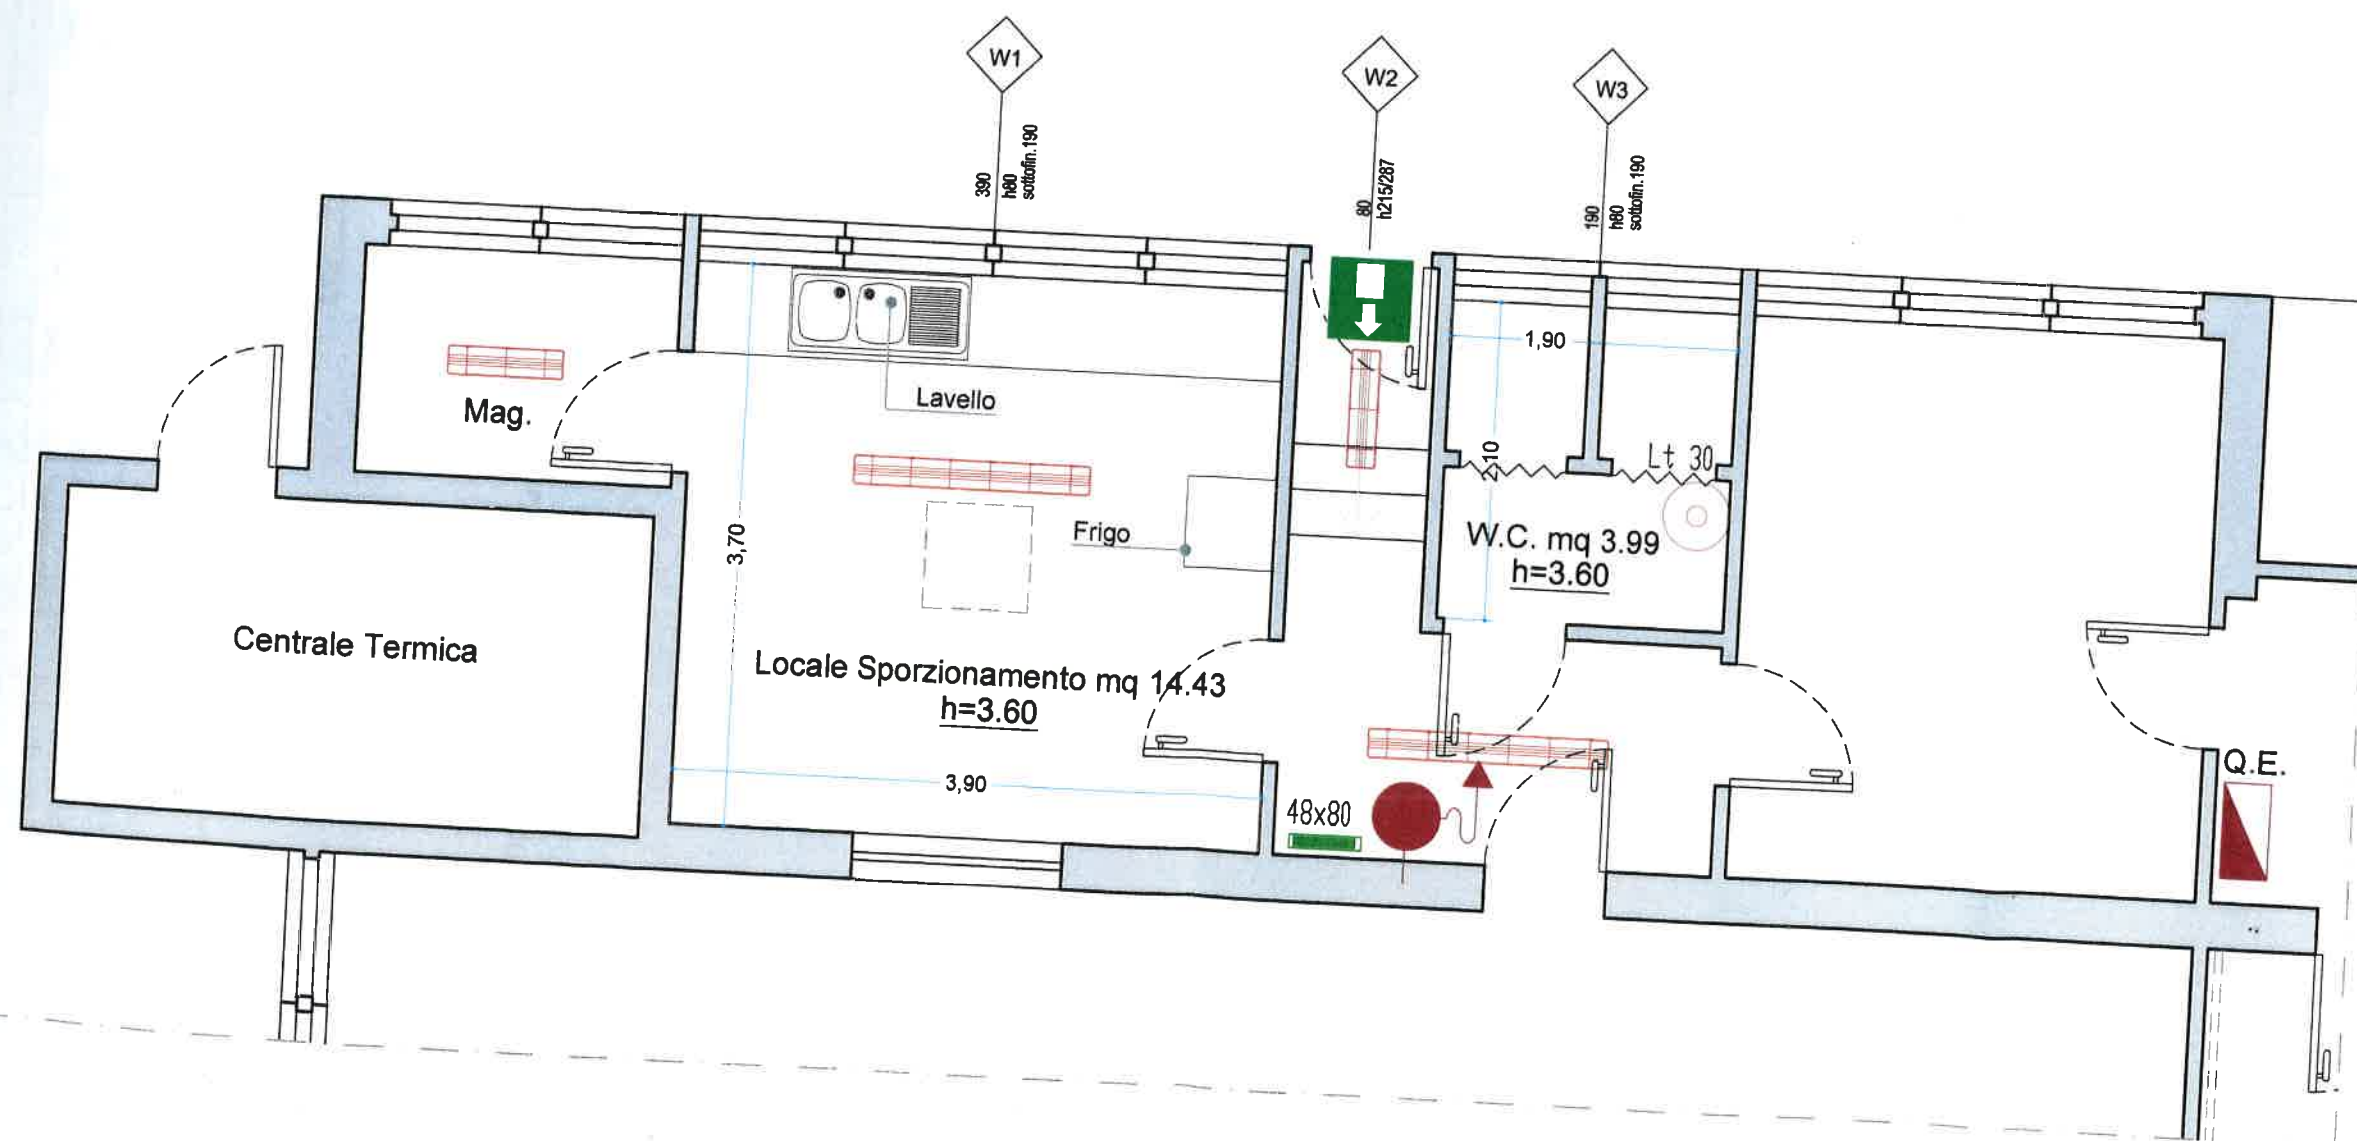 W1
W2
W3
390
h80
sottofin.190
80
h215/287
190
h80
sottofin.190
1,90
Lavello
Mag.
2,10
Lt 30
3,70
Frigo
W.C. mq 3.99
h=3.60
Centrale Termica
Locale Sporzionamento mq 14.43
h=3.60
3,90
48x80
Q.E.